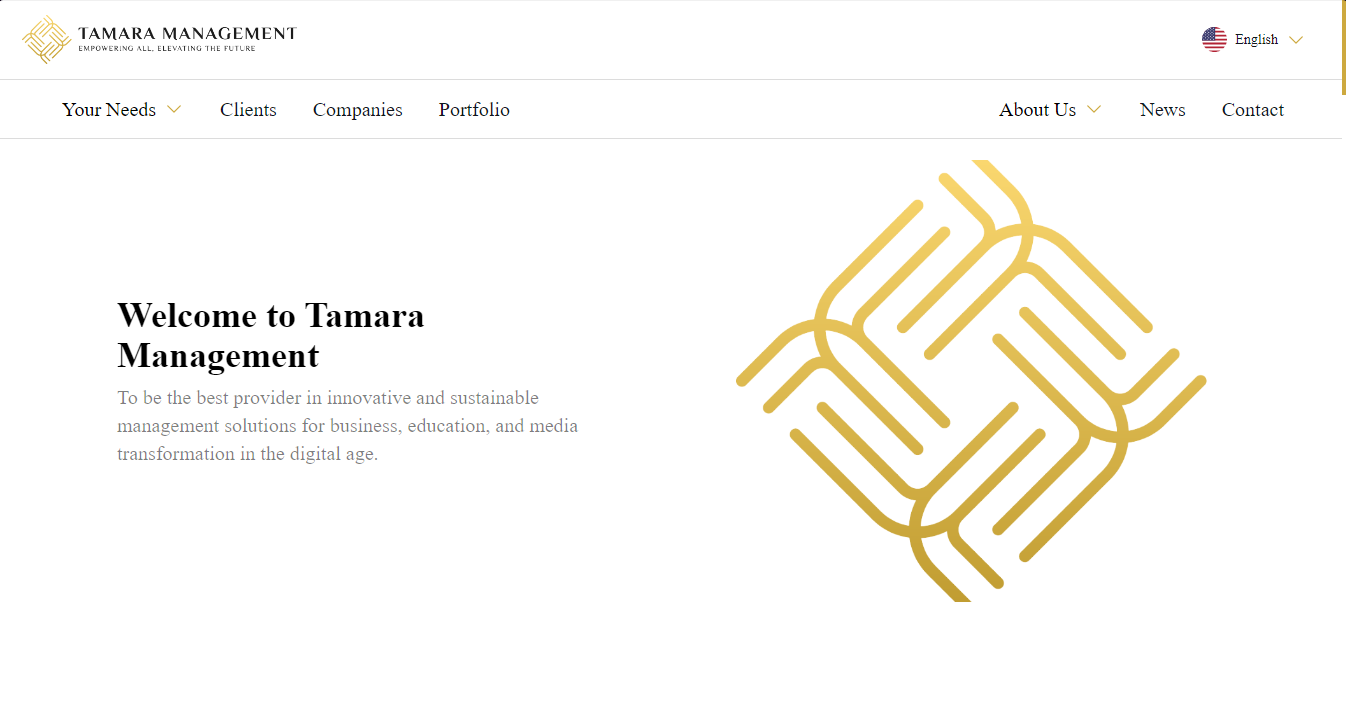 TAMARA MANAGEMENT
EMPOWERING ALL, ELEVATING THE FUTURE
English
Your Needs
Clients
Companies
Portfolio
About Us
News
Contact
Welcome to Tamara
Management
To be the best provider in innovative and sustainable
management solutions for business, education, and media
transformation in the digital age.